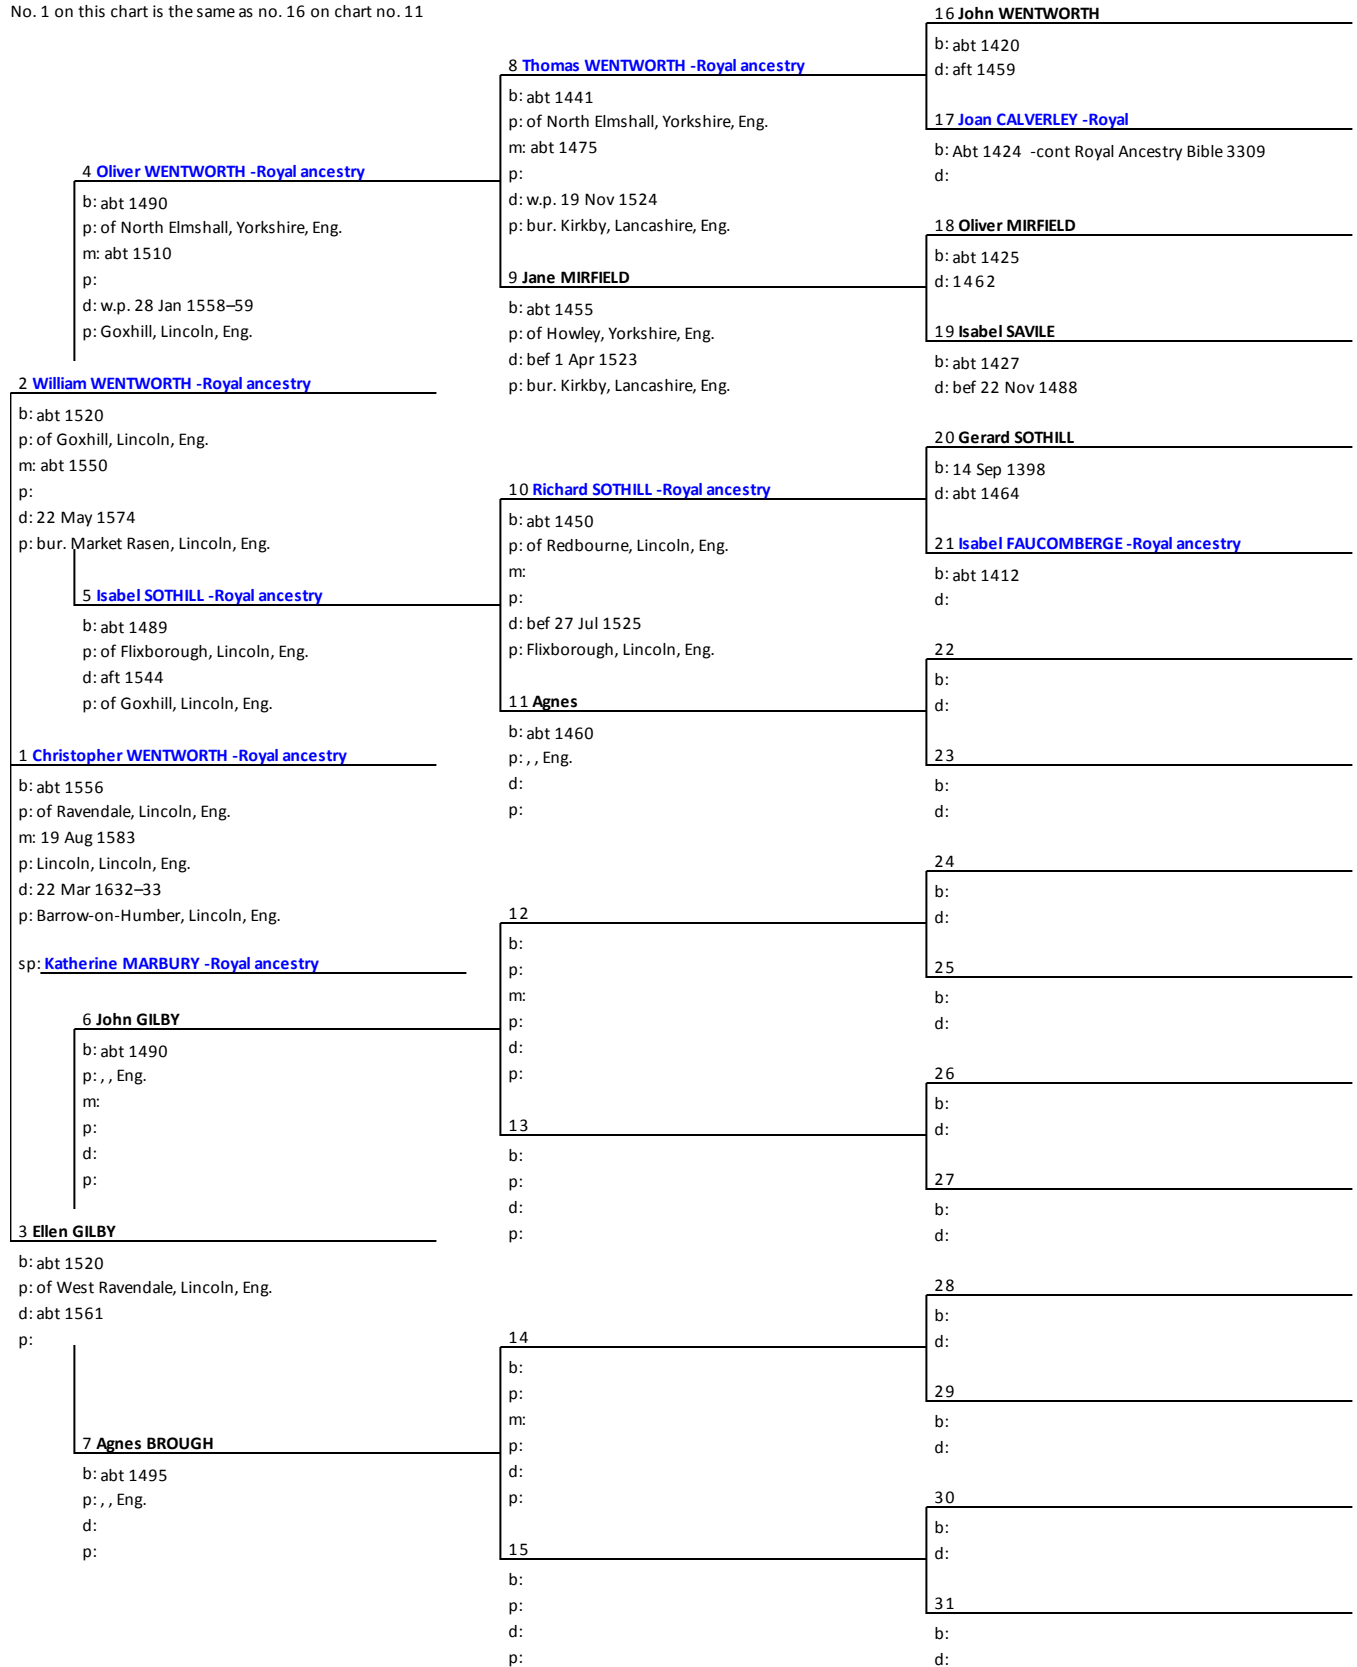 No. 1 on this chart is the same as no. 16 on chart no. 11
16 John WENTWORTH
b: abt 1420
d: aft 1459
8 Thomas WENTWORTH -Royal ancestry
b: abt 1441
p: of North Elmshall, Yorkshire, Eng.
m: abt 1475
p:
d: w.p. 19 Nov 1524
p: bur. Kirkby, Lancashire, Eng.
17 Joan CALVERLEY -Royal
b: Abt 1424 -cont Royal Ancestry Bible 3309
d:
4 Oliver WENTWORTH -Royal ancestry
b: abt 1490
p: of North Elmshall, Yorkshire, Eng.
m: abt 1510
p:
d: w.p. 28 Jan 1558–59
p: Goxhill, Lincoln, Eng.
18 Oliver MIRFIELD
b: abt 1425
d: 1462
9 Jane MIRFIELD
b: abt 1455
p: of Howley, Yorkshire, Eng.
d: bef 1 Apr 1523
p: bur. Kirkby, Lancashire, Eng.
19 Isabel SAVILE
b: abt 1427
d: bef 22 Nov 1488
2 William WENTWORTH -Royal ancestry
b: abt 1520
p: of Goxhill, Lincoln, Eng.
m: abt 1550
p:
d: 22 May 1574
p: bur. Market Rasen, Lincoln, Eng.
20 Gerard SOTHILL
b: 14 Sep 1398
d: abt 1464
10 Richard SOTHILL -Royal ancestry
b: abt 1450
p: of Redbourne, Lincoln, Eng.
m:
p:
d: bef 27 Jul 1525
p: Flixborough, Lincoln, Eng.
21 Isabel FAUCOMBERGE -Royal ancestry
b: abt 1412
d:
5 Isabel SOTHILL -Royal ancestry
b: abt 1489
p: of Flixborough, Lincoln, Eng.
d: aft 1544
p: of Goxhill, Lincoln, Eng.
22
b:
d:
11 Agnes
b: abt 1460
p: , , Eng.
d:
p:
23
b:
d:
1 Christopher WENTWORTH -Royal ancestry
b: abt 1556
p: of Ravendale, Lincoln, Eng.
m: 19 Aug 1583
p: Lincoln, Lincoln, Eng.
d: 22 Mar 1632–33
p: Barrow-on-Humber, Lincoln, Eng.
sp: Katherine MARBURY -Royal ancestry
24
b:
d:
12
b:
p:
m:
p:
d:
p:
25
b:
d:
6 John GILBY
b: abt 1490
p: , , Eng.
m:
p:
d:
p:
26
b:
d:
13
b:
p:
d:
p:
27
b:
d:
3 Ellen GILBY
b: abt 1520
p: of West Ravendale, Lincoln, Eng.
d: abt 1561
p:
28
b:
d:
14
b:
p:
m:
p:
d:
p:
29
b:
d:
7 Agnes BROUGH
b: abt 1495
p: , , Eng.
d:
p:
30
b:
d:
15
b:
p:
d:
p:
31
b:
d: